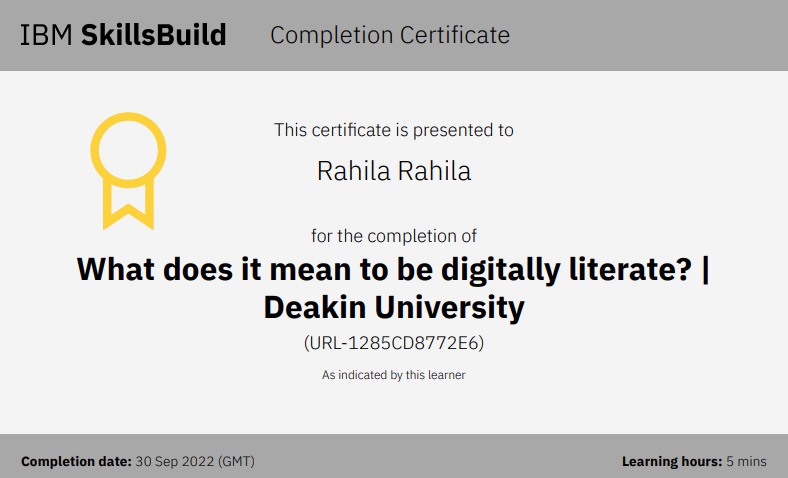 IBM SkillsBuild Completion Certificate
This certificate is presented to
Rahila Rahila
for the completion of
What does it mean to be digitally literate? |
Deakin University
(URL-1285CD8772E6)
As indicated by this learner
Completion date: 30 Sep 2022 (GMT) Learning hours: 5 mins